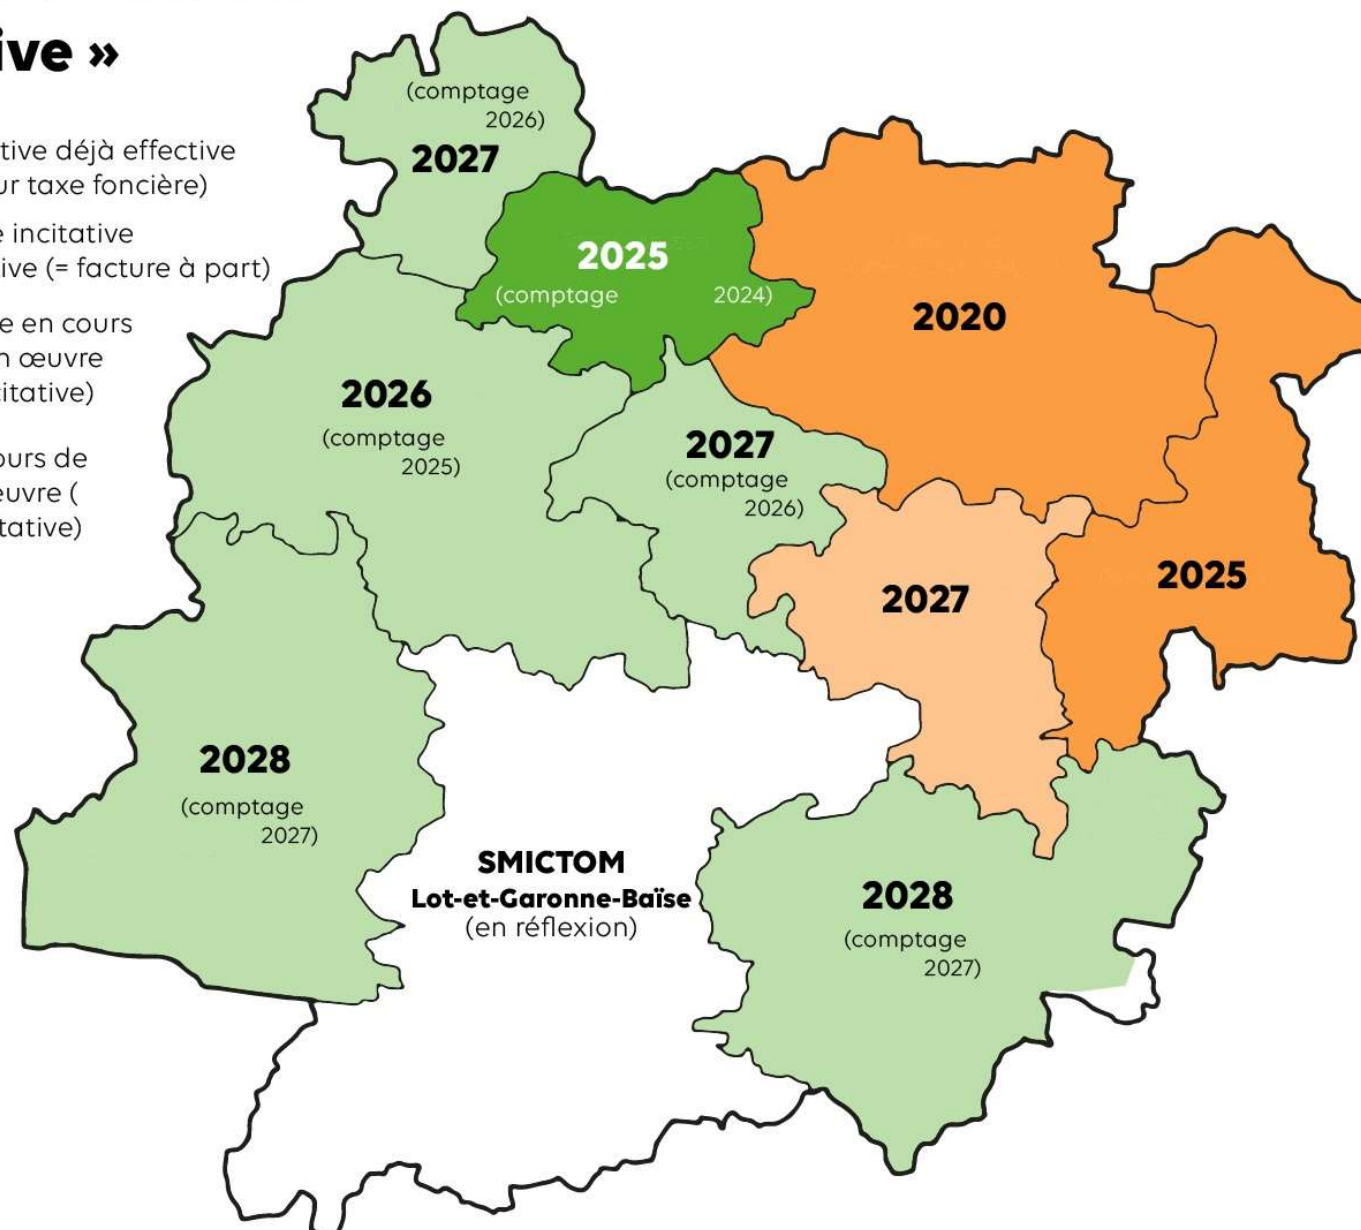 ive »
tive déjà effective
ur taxe foncière)
é incitative
tive (= facture à part)
e en cours
n œuvre
citative)
ours de
euvre (
tative)
(comptage
2026)
2027
2025
(comptage 2024)
2020
2026
(comptage
2025)
2027
(comptage
2026)
2025
2027
2028
(comptage
2027)
SMICTOM
Lot-et-Garonne-Baïse
(en réflexion)
2028
(comptage
2027)